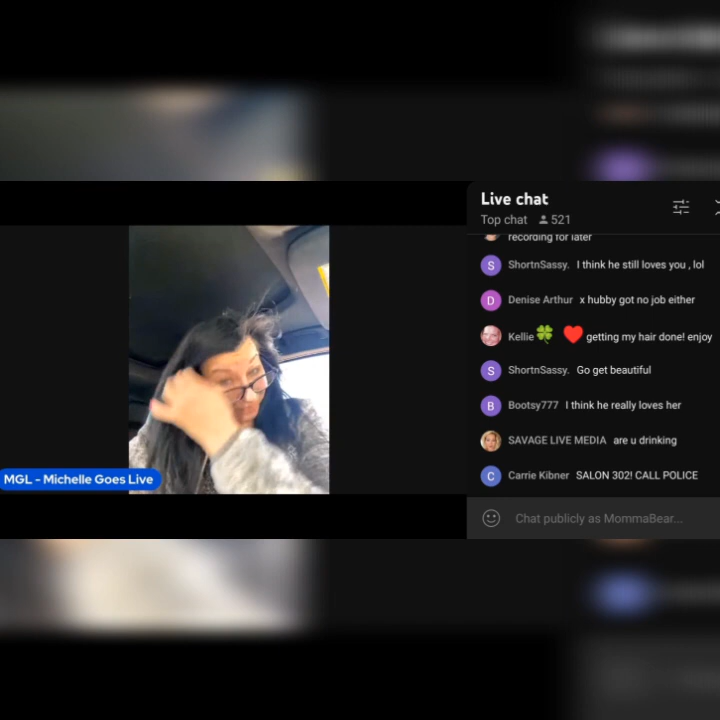 Live chat
Top chat 521
recording for later
S ShortnSassy. I think he still loves you , lol
D Denise Arthur x hubby got no job either
Kellie🍀 ❤️ getting my hair done! enjoy
S ShortnSassy. Go get beautiful
B Bootsy777 I think he really loves her
SAVAGE LIVE MEDIA are u drinking
C Carrie Kibner SALON 302! CALL POLICE
MGL - Michelle Goes Live
Chat publicly as MommaBear...